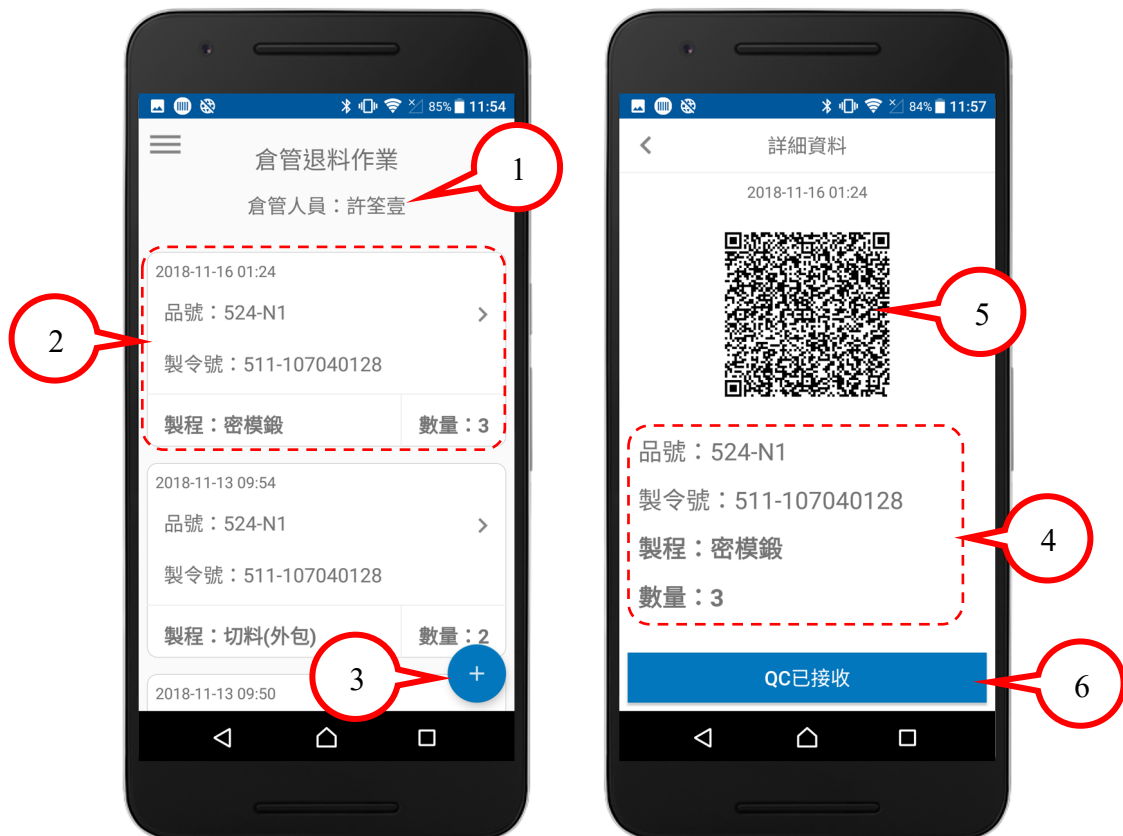 85% 11:54
倉管退料作業
倉管人員：許筌壹
1
2018-11-16 01:24
品號：524-N1
製令號：511-107040128
製程：密模鍛
數量：3
2
2018-11-13 09:54
品號：524-N1
製令號：511-107040128
製程：切料(外包)
數量：2
+
3
2018-11-13 09:50
84% 11:57
詳細資料
2018-11-16 01:24
5
品號：524-N1
製令號：511-107040128
製程：密模鍛
數量：3
4
QC已接收
6